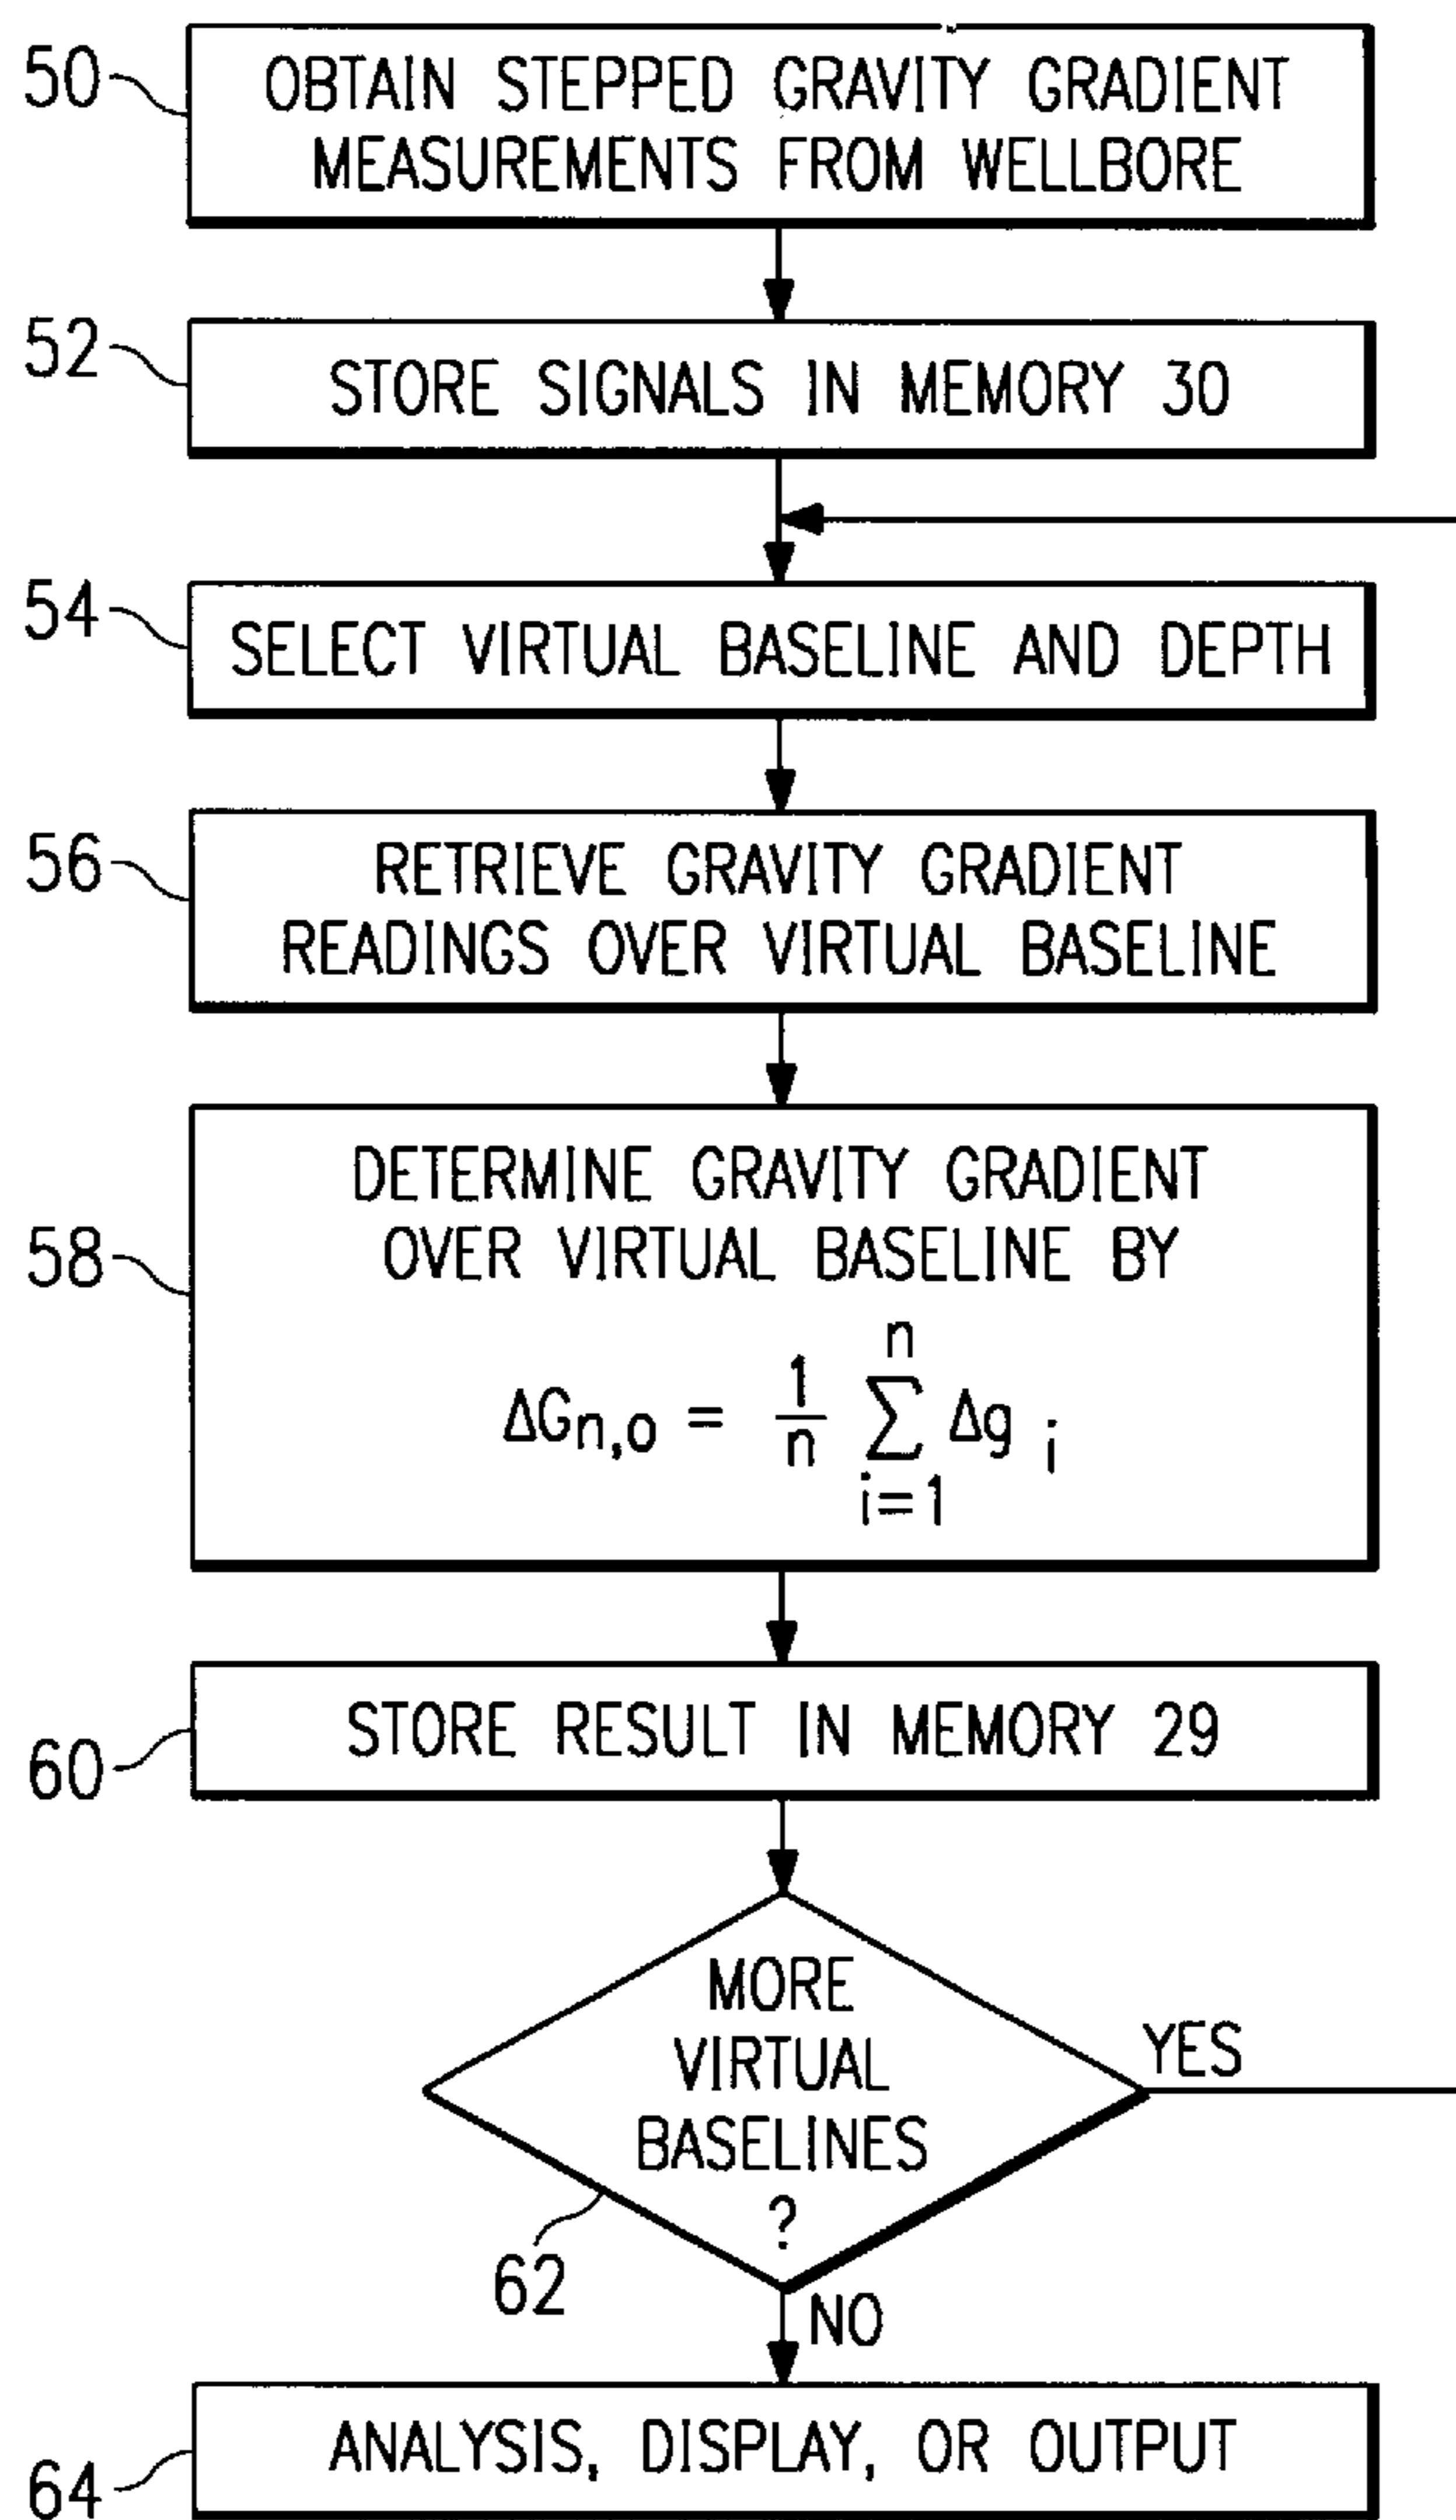 50
OBTAIN STEPPED GRAVITY GRADIENT
MEASUREMENTS FROM WELLBORE
52
STORE SIGNALS IN MEMORY 30
54
SELECT VIRTUAL BASELINE AND DEPTH
56
RETRIEVE GRAVITY GRADIENT
READINGS OVER VIRTUAL BASELINE
58
DETERMINE GRAVITY GRADIENT
OVER VIRTUAL BASELINE BY
ΔGn,o = 1/n n∑i=1 Δg i
60
STORE RESULT IN MEMORY 29
MORE
VIRTUAL
BASELINES
?
YES
62
NO
64
ANALYSIS, DISPLAY, OR OUTPUT